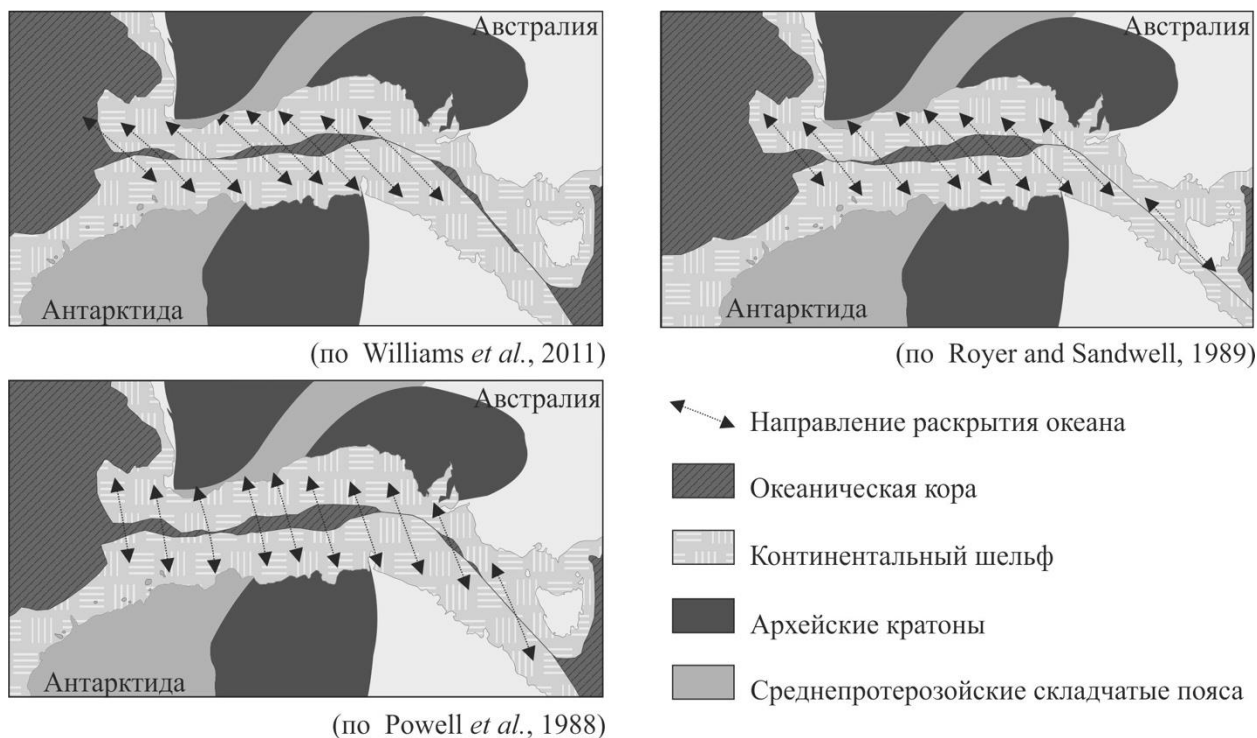 Австралия
Антарктида
(по Williams et al., 2011)
Австралия
Антарктида
(по Royer and Sandwell, 1989)
Австралия
Антарктида
(по Powell et al., 1988)
Направление раскрытия океана
Океаническая кора
Континентальный шельф
Архейские кратоны
Среднепротерозойские складчатые пояса